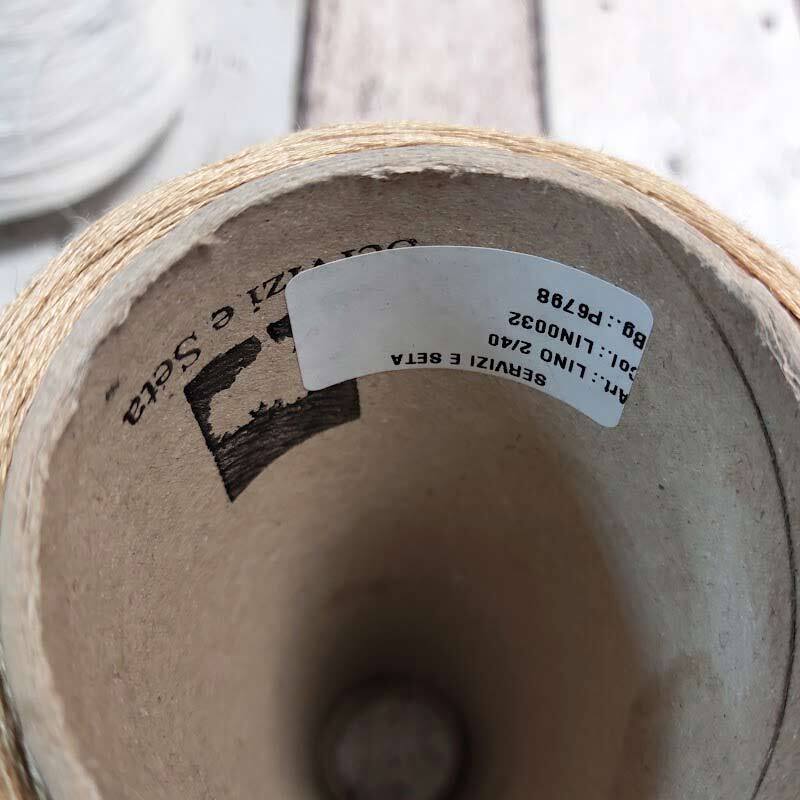 Servizi e Seta
SERVIZI E SETA
Art.: LINO 2/40
Col.: LIN0032
Bg.: P6798